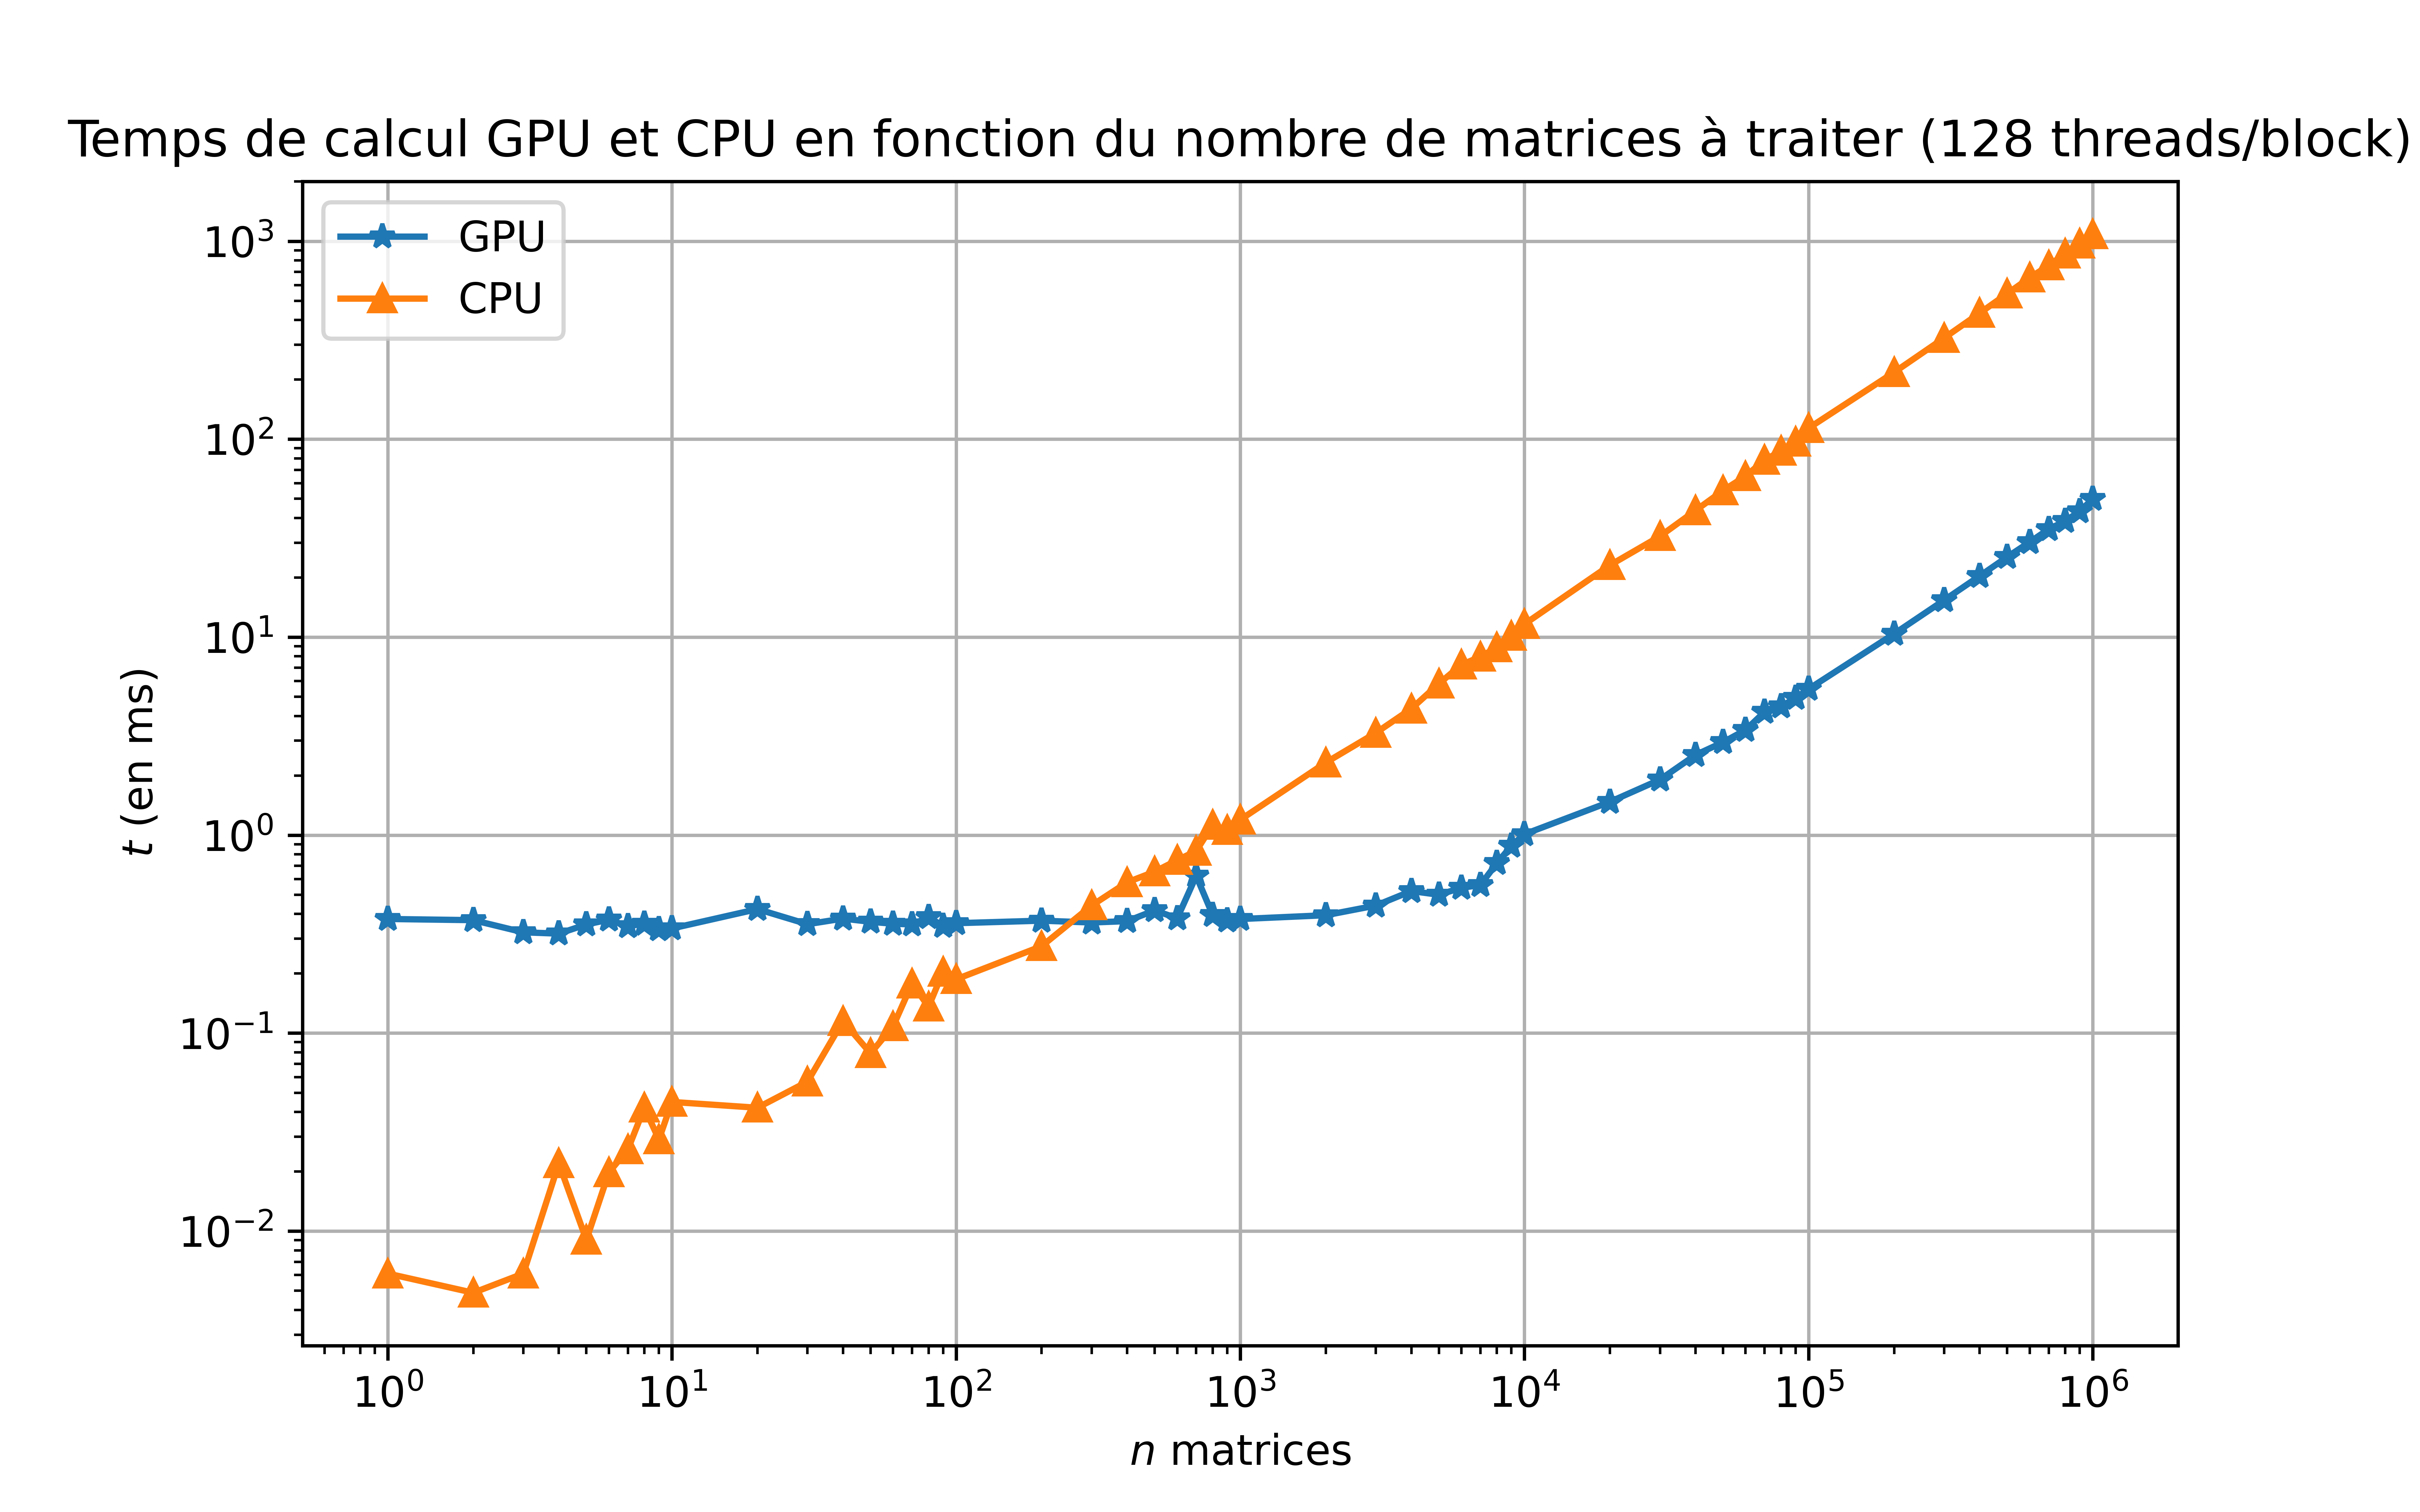 Temps de calcul GPU et CPU en fonction du nombre de matrices à traiter (128 threads/block)
GPU
CPU
10³
10²
10¹
10⁰
10⁻¹
10⁻²
t (en ms)
10⁰ 10¹ 10² 10³ 10⁴ 10⁵ 10⁶
n matrices